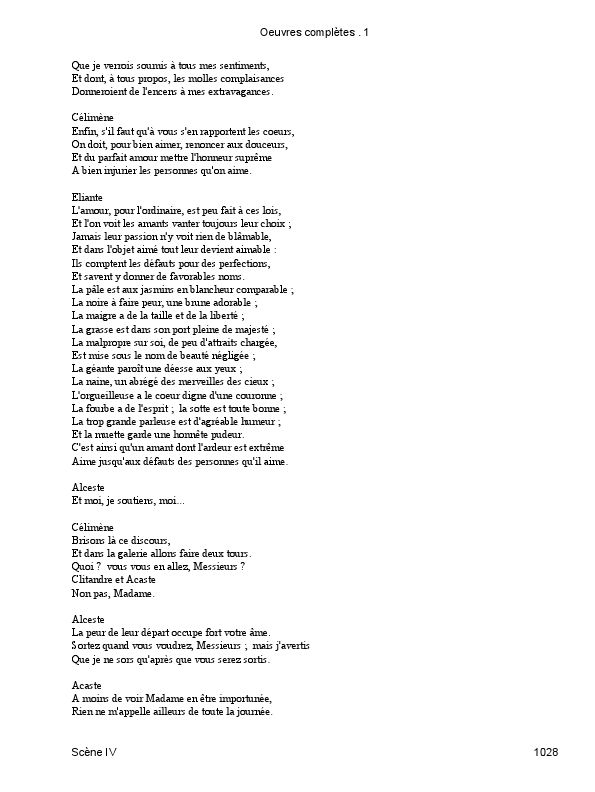 Oeuvres complètes . 1
Que je verrois soumis à tous mes sentiments,
Et dont, à tous propos, les molles complaisances
Donneroient de l'encens à mes extravagances.
Célimène
Enfin, s'il faut qu'à vous s'en rapportent les coeurs,
On doit, pour bien aimer, renoncer aux douceurs,
Et du parfait amour mettre l'honneur suprême
A bien injurier les personnes qu'on aime.
Eliante
L'amour, pour l'ordinaire, est peu fait à ces lois,
Et l'on voit les amants vanter toujours leur choix ;
Jamais leur passion n'y voit rien de blâmable,
Et dans l'objet aimé tout leur devient aimable :
Ils comptent les défauts pour des perfections,
Et savent y donner de favorables noms.
La pâle est aux jasmins en blancheur comparable ;
La noire à faire peur, une brune adorable ;
La maigre a de la taille et de la liberté ;
La grasse est dans son port pleine de majesté ;
La malpropre sur soi, de peu d'attraits chargée,
Est mise sous le nom de beauté négligée ;
La géante paroît une déesse aux yeux ;
La naine, un abrégé des merveilles des cieux ;
L'orgueilleuse a le coeur digne d'une couronne ;
La fourbe a de l'esprit ; la sotte est toute bonne ;
La trop grande parleuse est d'agréable humeur ;
Et la muette garde une honnête pudeur.
C'est ainsi qu'un amant dont l'ardeur est extrême
Aime jusqu'aux défauts des personnes qu'il aime.
Alceste
Et moi, je soutiens, moi...
Célimène
Brisons là ce discours,
Et dans la galerie allons faire deux tours.
Quoi ? vous vous en allez, Messieurs ?
Clitandre et Acaste
Non pas, Madame.
Alceste
La peur de leur départ occupe fort votre âme.
Sortez quand vous voudrez, Messieurs ; mais j'avertis
Que je ne sors qu'après que vous serez sortis.
Acaste
A moins de voir Madame en être importunée,
Rien ne m'appelle ailleurs de toute la journée.
Scène IV
1028